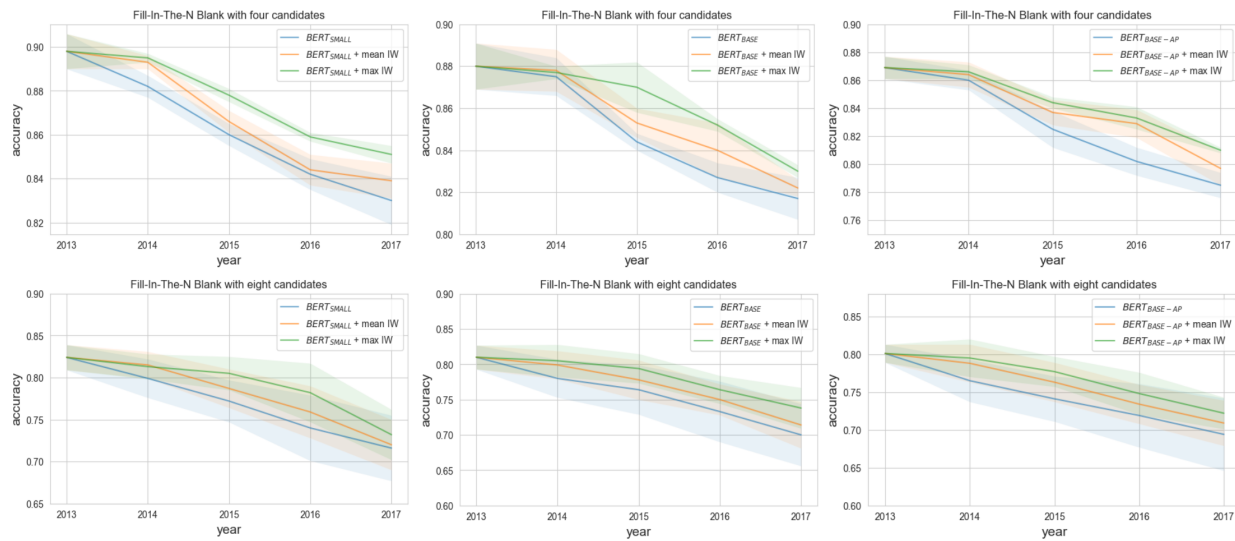 Fill-In-The-N Blank with four candidates
0.90
0.88
0.86
0.84
0.82
accuracy
2013 2014 2015 2016 2017
year
BERT_SMALL
BERT_SMALL + mean IW
BERT_SMALL + max IW
Fill-In-The-N Blank with four candidates
0.90
0.88
0.86
0.84
0.82
0.80
accuracy
2013 2014 2015 2016 2017
year
BERT_BASE
BERT_BASE + mean IW
BERT_BASE + max IW
Fill-In-The-N Blank with four candidates
0.90
0.88
0.86
0.84
0.82
0.80
0.78
0.76
accuracy
2013 2014 2015 2016 2017
year
BERT_BASE-AP
BERT_BASE-AP + mean IW
BERT_BASE-AP + max IW
Fill-In-The-N Blank with eight candidates
0.90
0.85
0.80
0.75
0.70
0.65
accuracy
2013 2014 2015 2016 2017
year
BERT_SMALL
BERT_SMALL + mean IW
BERT_SMALL + max IW
Fill-In-The-N Blank with eight candidates
0.90
0.85
0.80
0.75
0.70
0.65
0.60
accuracy
2013 2014 2015 2016 2017
year
BERT_BASE
BERT_BASE + mean IW
BERT_BASE + max IW
Fill-In-The-N Blank with eight candidates
0.85
0.80
0.75
0.70
0.65
0.60
accuracy
2013 2014 2015 2016 2017
year
BERT_BASE-AP
BERT_BASE-AP + mean IW
BERT_BASE-AP + max IW